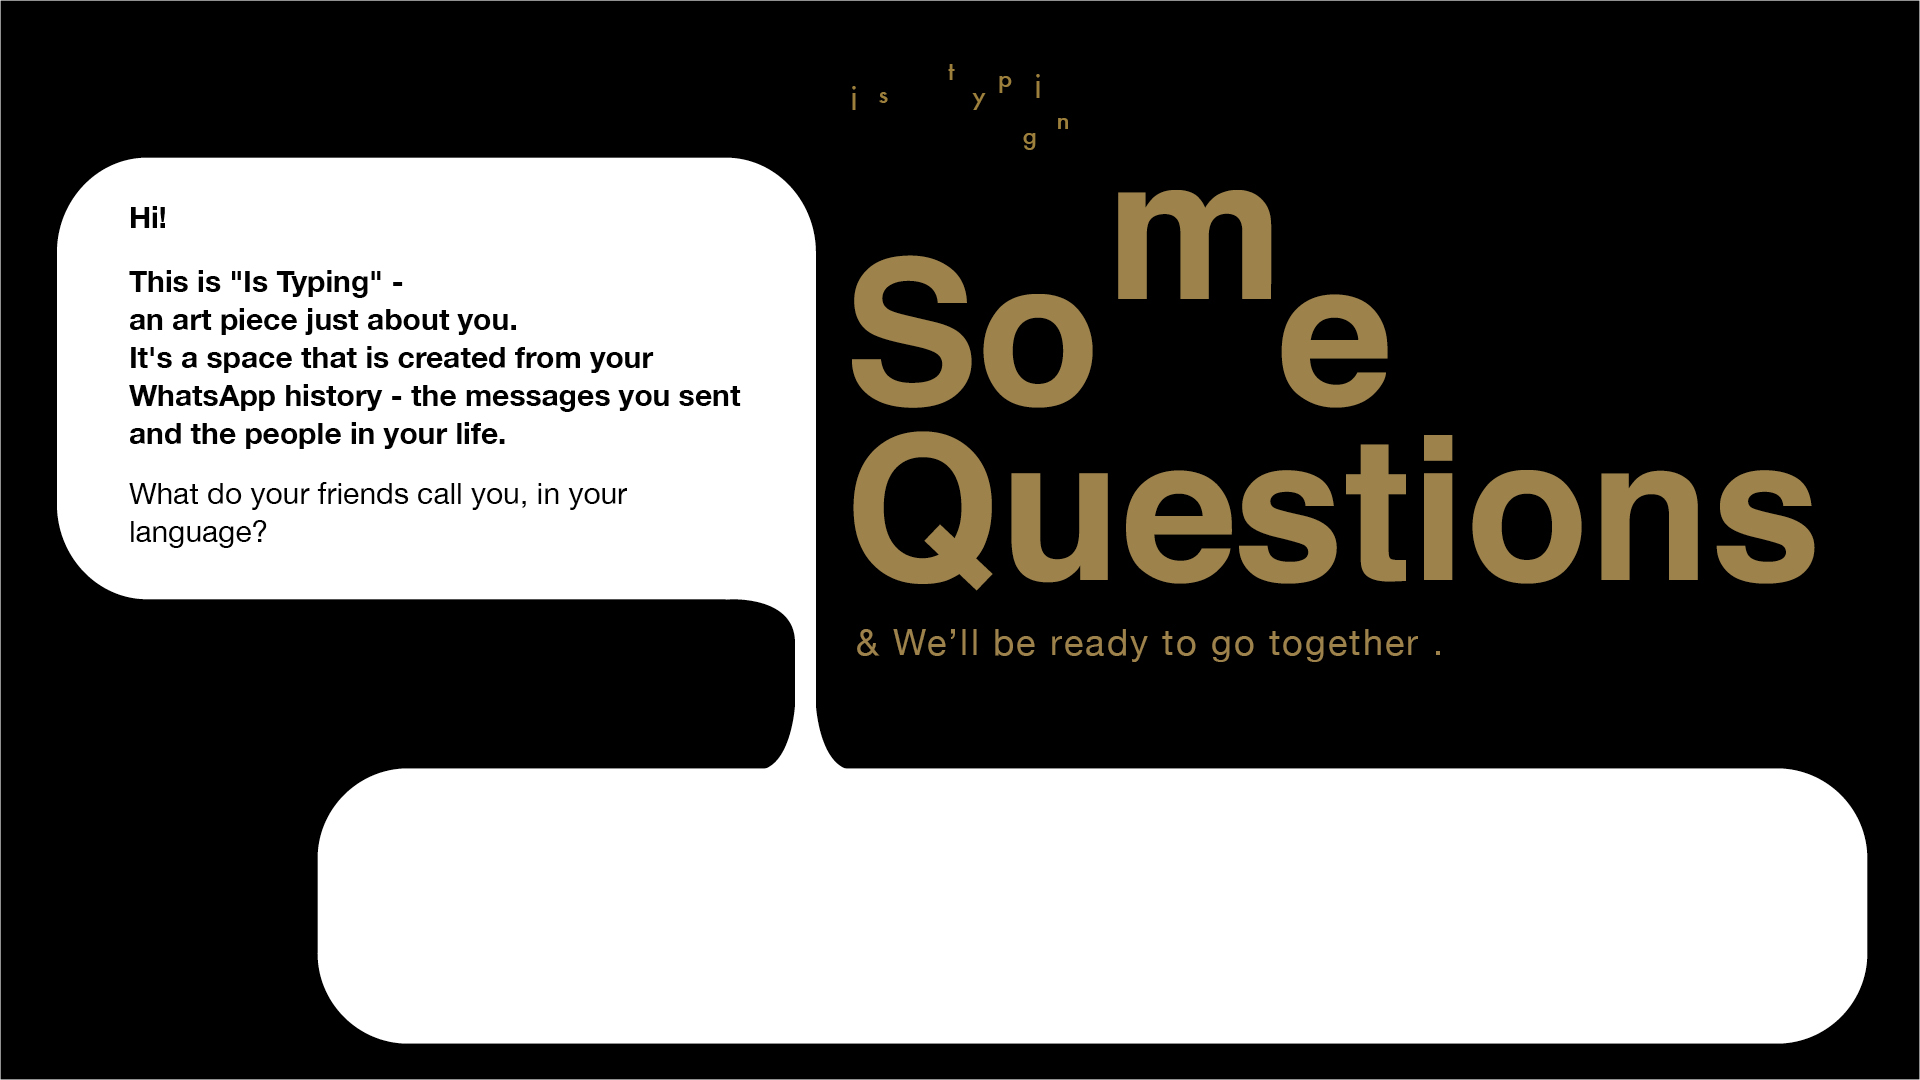 is typing
Hi!
This is "Is Typing" -
an art piece just about you.
It's a space that is created from your
WhatsApp history - the messages you sent
and the people in your life.
What do your friends call you, in your
language?
Some
Questions
& We’ll be ready to go together .